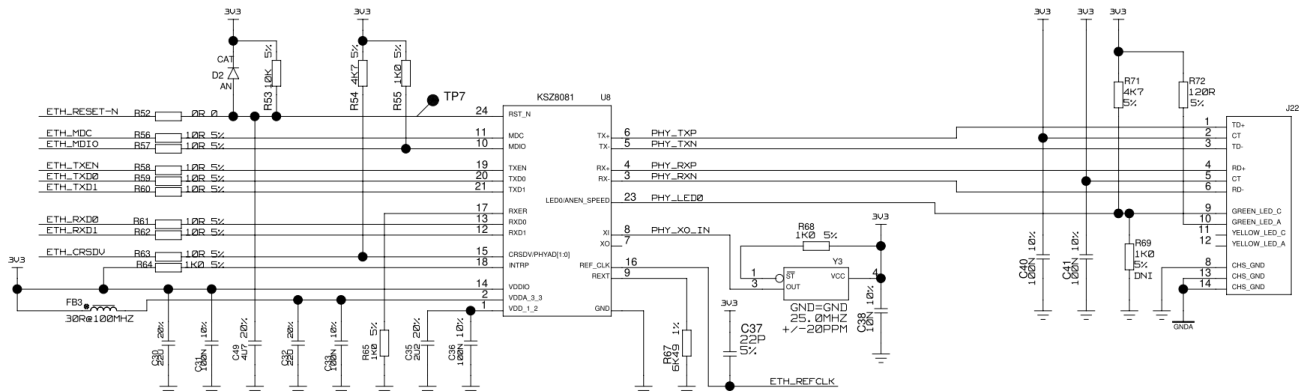 3V3
3V3
3V3
3V3
3V3
CAT
D2
AN
R53 10K 5%
R54 4K7 5%
R55 1K0 5%
TP7
KSZ8081
U8
R71
4K7
5%
R72
120R
5%
J22
ETH_RESET-N
R52
0R 0
24
RST_N
ETH_MDC
R56
10R 5%
11
MDC
ETH_MDIO
R57
10R 5%
10
MDIO
ETH_TXEN
R58
10R 5%
19
TXEN
ETH_TXD0
R59
10R 5%
20
TXD0
ETH_TXD1
R60
10R 5%
21
TXD1
17
RXER
ETH_RXD0
R61
10R 5%
13
RXD0
ETH_RXD1
R62
10R 5%
12
RXD1
ETH_CRSDV
R63
10R 5%
15
CRSDV/PHYAD[1:0]
R64
1K0 5%
18
INTRP
14
VDDIO
2
VDDA_3_3
1
VDD_1_2
TX+
6
PHY_TXP
TX-
5
PHY_TXN
RX+
4
PHY_RXP
RX-
3
PHY_RXN
LED0/ANEN_SPEED
23
PHY_LED0
XI
8
PHY_XO_IN
XO
7
REF_CLK
16
REXT
9
GND
3V3
FB3
30R@100MHZ
C30
22U 20%
C31
100N 10%
C49
4U7 20%
C32
22U 20%
C33
100N 10%
R65
1K0 5%
C35
2U2 20%
C36
100N 10%
R67
6K49 1%
3V3
C37
22P
5%
ETH_REFCLK
R68
1K0 5%
3V3
Y3
1
ST
VCC
4
3
OUT
GND=GND
25.0MHZ
+/-20PPM
C38
10N 10%
C40
100N 10%
C41
100N 10%
R69
1K0
5%
DNI
1
TD+
2
CT
3
TD-
4
RD+
5
CT
6
RD-
9
GREEN_LED_C
10
GREEN_LED_A
11
YELLOW_LED_C
12
YELLOW_LED_A
8
CHS_GND
13
CHS_GND
14
CHS_GND
GNDA